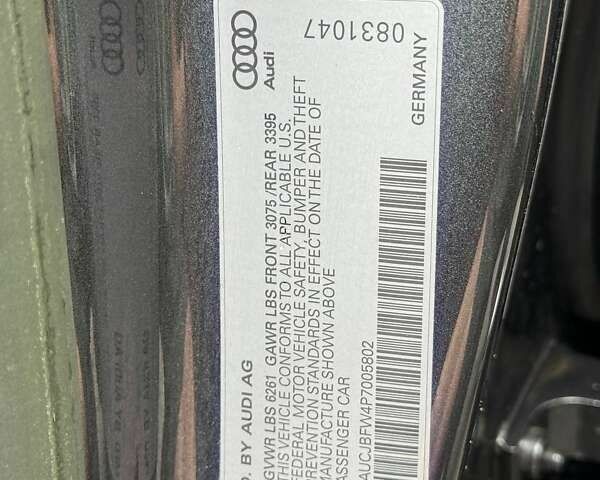 Audi
0831047
GERMANY
D. BY AUDI AG
GVWR LBS 6261 GAWR LBS FRONT 3075 /REAR 3395
THIS VEHICLE CONFORMS TO ALL APPLICABLE U.S.
FEDERAL MOTOR VEHICLE SAFETY, BUMPER AND THEFT
PREVENTION STANDARDS IN EFFECT ON THE DATE OF
MANUFACTURE SHOWN ABOVE
PASSENGER CAR
AUCJBFW4P7005802